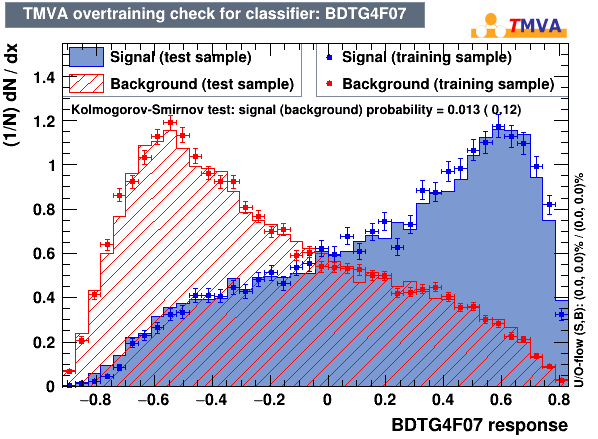 TMVA overtraining check for classifier: BDTG4F07
TMVA
(1/N) dN / dx
Signal (test sample)
Background (test sample)
Signal (training sample)
Background (training sample)
Kolmogorov-Smirnov test: signal (background) probability = 0.013 ( 0.12)
1.4
1.2
1
0.8
0.6
0.4
0.2
0
−0.8 −0.6 −0.4 −0.2 0 0.2 0.4 0.6 0.8
BDTG4F07 response
U/O-flow (S,B): (0.0, 0.0)% / (0.0, 0.0)%